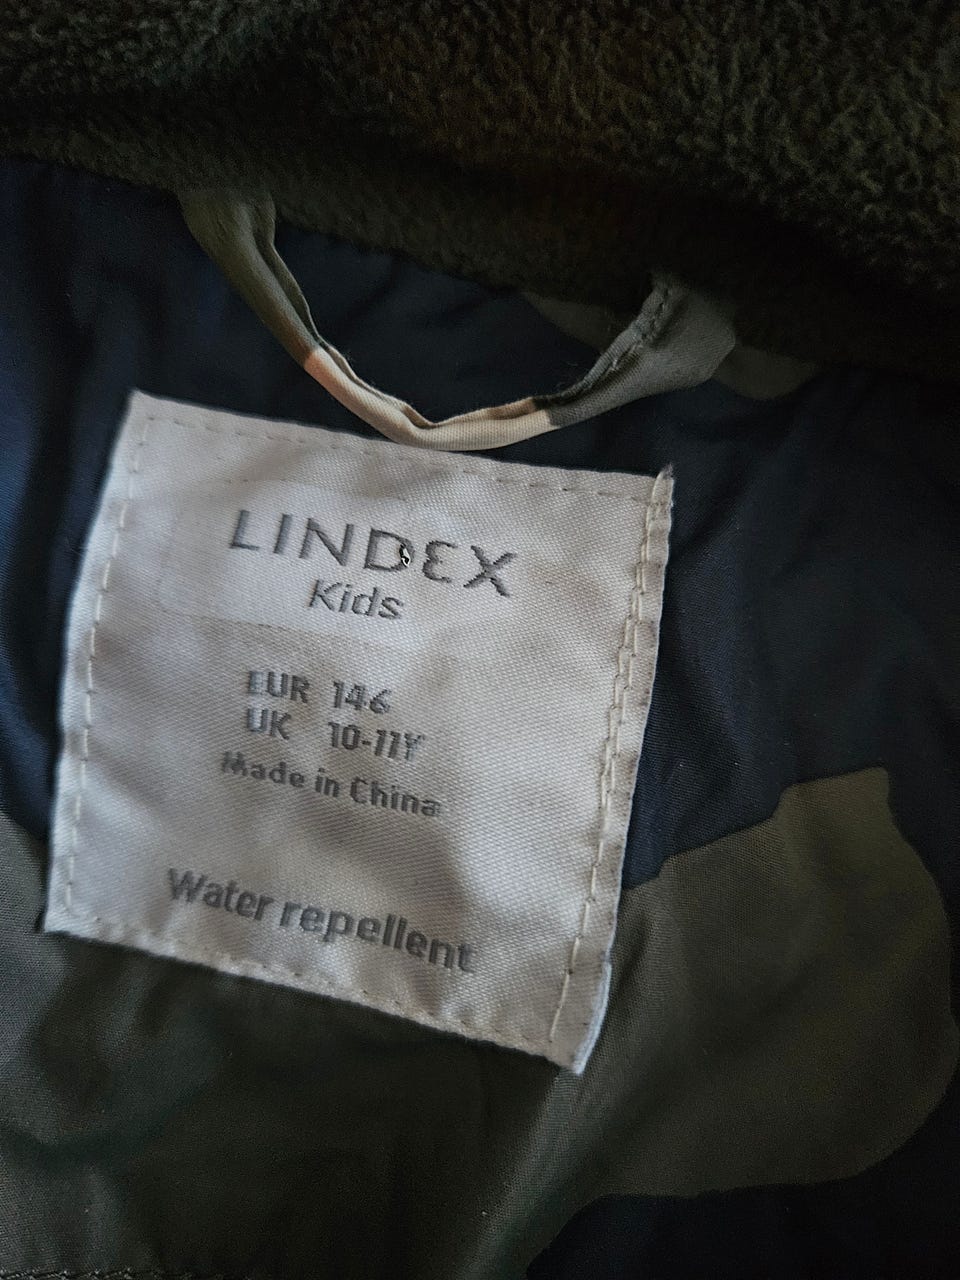 LINDEX
Kids
EUR 146
UK 10-11Y
Made in China
Water repellent